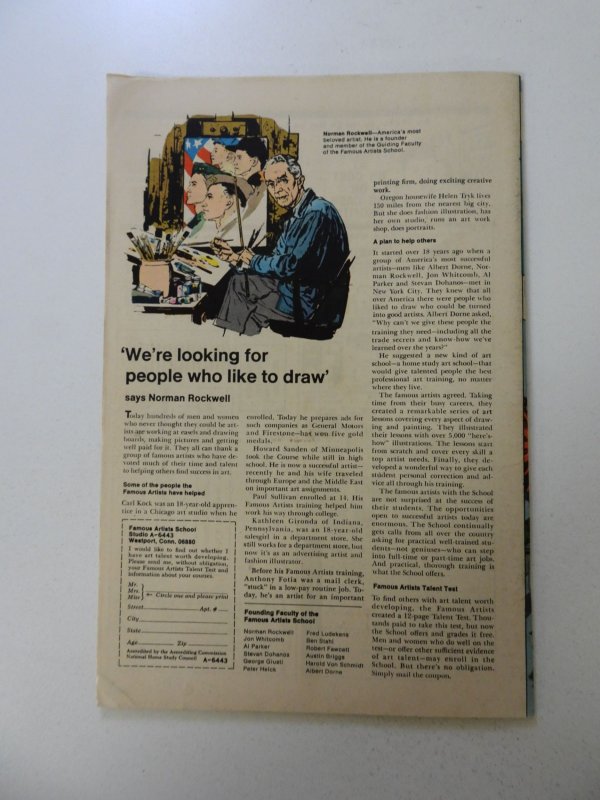 Norman Rockwell—America's most
beloved artist. He is a founder
and member of the Guiding Faculty
of the Famous Artists School.
'We're looking for
people who like to draw'
says Norman Rockwell
Today hundreds of men and women
who never thought they could be art-
ists are working at easels and drawing
boards, making pictures and getting
well paid for it. They all can thank a
group of famous artists who have de-
voted much of their time and talent
to helping others find success in art.
Some of the people the
Famous Artists have helped
Carl Kock was an 18-year-old appren-
tice in a Chicago art studio when he
enrolled. Today he prepares ads for
such companies as General Motors
and Firestone—has won five gold
medals.
Howard Sanden of Minneapolis
took the Course while still in high
school. He is now a successful artist—
recently he and his wife traveled
through Europe and the Middle East
on important art assignments.
Paul Sullivan enrolled at 14. His
Famous Artists training helped him
work his way through college.
Kathleen Gironda of Indiana,
Pennsylvania, was an 18-year-old
salesgirl in a department store. She
still works for a department store, but
now it's as an advertising artist and
fashion illustrator.
Before his Famous Artists training,
Anthony Fotia was a mail clerk,
"stuck" in a low-pay routine job. To-
day, he's an artist for an important
printing firm, doing exciting creative
work.
Oregon housewife Helen Tryk lives
150 miles from the nearest big city.
But she does fashion illustration, has
her own studio, runs an art work
shop, does portraits.
A plan to help others
It started over 18 years ago when a
group of America's most successful
artists—men like Albert Dorne, Nor-
man Rockwell, Jon Whitcomb, Al
Parker and Stevan Dohanos—met in
New York City. They knew that all
over America there were people who
liked to draw who could be turned
into good artists. Albert Dorne asked,
"Why can't we give these people the
training they need—including all the
trade secrets and know-how we've
learned over the years?"
He suggested a new kind of art
school—a home study art school—that
would give talented people the best
professional art training, no matter
where they live.
The famous artists agreed. Taking
time from their busy careers, they
created a remarkable series of art
lessons covering every aspect of draw-
ing and painting. They illustrated
their lessons with over 5,000 "here's-
how" illustrations. The lessons start
from scratch and cover every skill a
top artist needs. Finally, they de-
veloped a wonderful way to give each
student personal correction and ad-
vice all through his training.
The famous artists with the School
are not surprised at the success of
their students. The opportunities
open to successful artists today are
enormous. The School continually
gets calls from all over the country
asking for practical well-trained stu-
dents—not geniuses—who can step
into full-time or part-time art jobs.
And practical, thorough training is
what the School offers.
Famous Artists Talent Test
To find others with art talent worth
developing, the Famous Artists
created a 12-page Talent Test. Thou-
sands paid to take this test, but now
the School offers and grades it free.
Men and women who do well on the
test—or offer other sufficient evidence
of art talent—may enroll in the
School. But there's no obligation.
Simply mail the coupon.
Famous Artists School
Studio A-6443
Westport, Conn. 06880
I would like to find out whether I
have art talent worth developing.
Please send me, without obligation,
your Famous Artists Talent Test and
information about your courses.
Mr.
Mrs.
Miss
Circle one and please print
Street Apt. #
City
State
Age Zip
Accredited by the Accrediting Commission
National Home Study Council A-6443
Founding Faculty of the
Famous Artists School
Norman Rockwell
Jon Whitcomb
Al Parker
Stevan Dohanos
George Giusti
Peter Helck
Fred Ludekens
Ben Stahl
Robert Fawcett
Austin Briggs
Harold Von Schmidt
Albert Dorne